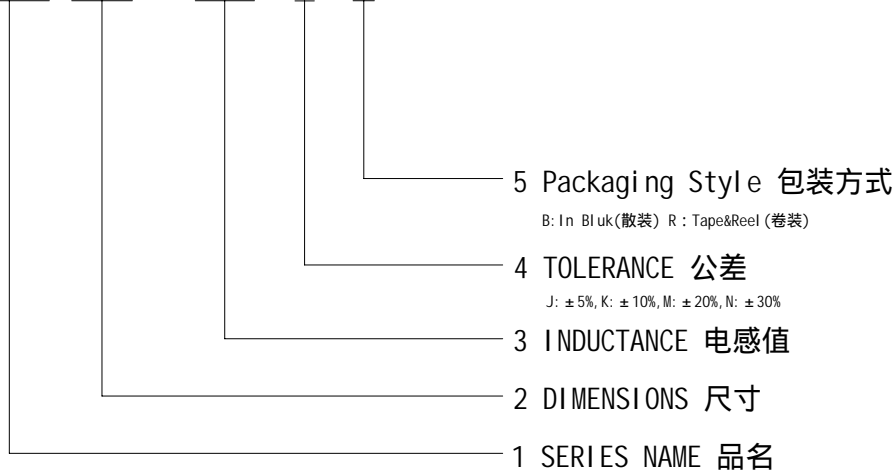 5 Packaging Style 包装方式
B:In Bluk(散装) R：Tape&Reel(卷装)
4 TOLERANCE 公差
J: ±5%,K: ±10%,M: ±20%,N: ±30%
3 INDUCTANCE 电感值
2 DIMENSIONS 尺寸
1 SERIES NAME 品名